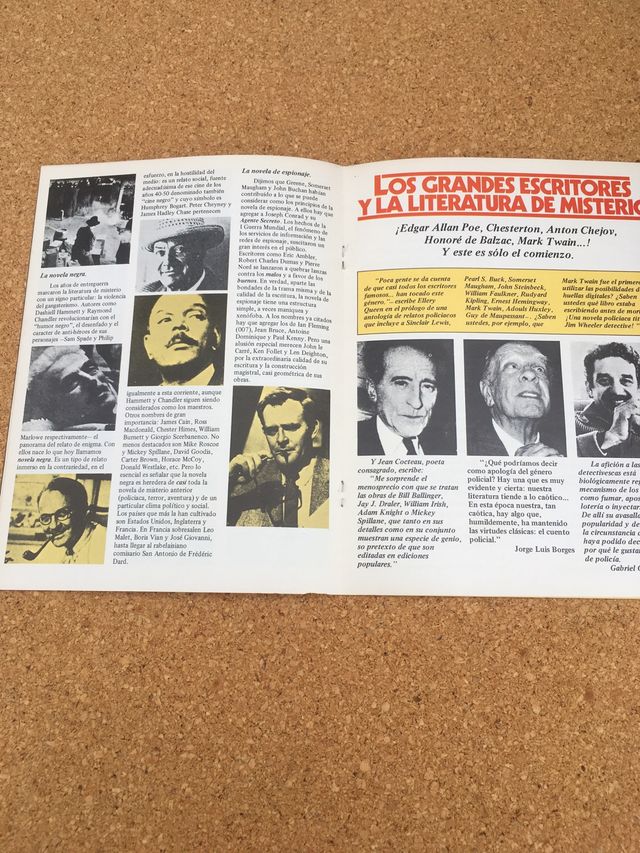 La novela negra.
Los años de entreguerra
marcaron la literatura de misterio
con un signo particular: la violencia
del gangsterismo. Autores como
Dashiell Hammett y Raymond
Chandler revolucionarían con el
"humor negro", el desenfado y el
caracter de anti-héroes de sus
personajes —Sam Spade y Philip
Marlowe respectivamente— el
panorama del relato de enigma. Con
ellos nace lo que hoy llamamos
novela negra. Es un tipo de relato
inmerso en la contrariedad, en el
esfuerzo, en la hostilidad del
medio: es un relato social, fuente
adecuadísima de ese cine de los
años 40-50 denominado también
"cine negro" y cuyo símbolo es
Humphrey Bogart. Peter Cheyney y
James Hadley Chase pertenecen
igualmente a esta corriente, aunque
Hammett y Chandler siguen siendo
considerados como los maestros.
Otros nombres de gran
importancia: James Cain, Ross
Macdonald, Chester Himes, William
Burnett y Giorgio Scerbanenco. No
menos destacados son Mike Roscoe
y Mickey Spillane, David Goodis,
Carter Brown, Horace McCoy,
Donald Westlake, etc. Pero lo
esencial es señalar que la novela
negra es heredera de casi toda la
novela de misterio anterior
(policiaca, terror, aventura) y de un
particular clima político y social.
Los países que más la han cultivado
son Estados Unidos, Inglaterra y
Francia. En Francia sobresalen Leo
Malet, Boria Vian y José Giovanni,
hasta llegar al rabelaisiano
comisario San Antonio de Fréderic
Dard.
La novela de espionaje.
Dijimos que Greene, Somerset
Maugham y John Buchan habían
contribuido a lo que se puede
considerar como los principios de la
novela de espionaje. A ellos hay que
agregar a Joseph Conrad y su
Agente Secreto. Los hechos de la
I Guerra Mundial, el fenómeno de
los servicios de información y las
redes de espionaje, suscitaron un
gran interés en el público.
Escritores como Eric Ambler,
Robert Charles Dumas y Pierre
Nord se lanzaron a quebrar lanzas
contra los malos y a favor de los
buenos. En verdad, aparte las
bondades de la trama misma y de la
calidad de la escritura, la novela de
espionaje tiene una estructura
simple, a veces maniquea y
xenófoba. A los nombres ya citados
hay que agregar los de Ian Fleming
(007), Jean Bruce, Antoine
Dominique y Paul Kenny. Pero una
alusión especial merecen John le
Carré, Ken Follet y Len Deighton,
por la extraordinaria calidad de su
escritura y la construcción
magistral, casi geométrica de sus
obras.
LOS GRANDES ESCRITORES
Y LA LITERATURA DE MISTERIO
¡Edgar Allan Poe, Chesterton, Anton Chejov,
Honoré de Balzac, Mark Twain...!
Y este es sólo el comienzo.
"Poca gente se da cuenta
de que casi todos los escritores
famosos... han tocado este
género."— escribe Ellery
Queen en el prólogo de una
antología de relatos policíacos
que incluye a Sinclair Lewis,
Pearl S. Buck, Somerset
Maugham, John Steinbeck,
William Faulkner, Rudyard
Kipling, Ernest Hemingway,
Mark Twain, Adouls Huxley,
Guy de Maupassant... ¿Saben
ustedes, por ejemplo, que
Mark Twain fue el primero
utilizar las posibilidades d
huellas digitales? ¿Saben
ustedes qué libro estaba
escribiendo antes de morir
¡Una novela policiaca tit
Jim Wheeler detective!
Y Jean Cocteau, poeta
consagrado, escribe:
"Me sorprende el
menosprecio con que se tratan
las obras de Bill Ballinger,
Jay J. Draler, William Irish,
Adam Knight o Mickey
Spillane, que tanto en sus
detalles como en su conjunto
muestran una especie de genio,
so pretexto de que son
editadas en ediciones
populares."
"¿Qué podríamos decir
como apología del género
policial? Hay una que es muy
evidente y cierta: nuestra
literatura tiende a lo caótico...
En esta época nuestra, tan
caótica, hay algo que,
humildemente, ha mantenido
las virtudes clásicas: el cuento
policial."
Jorge Luis Borges
La afición a las
detectivescas está
biológicamente rep
mecanismo de los
como fumar, apos
lotería o inyectars
De allí su avasalla
popularidad y de
la circunstancia d
haya podido deci
por qué le gustan
de policía.
Gabriel G